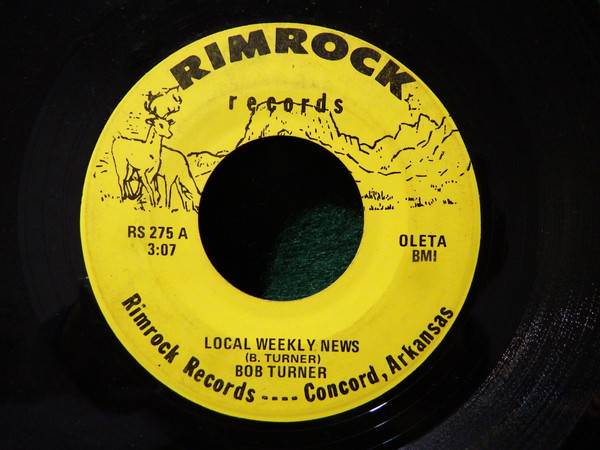 RIMROCK
records
RS 275 A
3:07
OLETA
BMI
LOCAL WEEKLY NEWS
(B. TURNER)
BOB TURNER
Rimrock Records ---- Concord, Arkansas